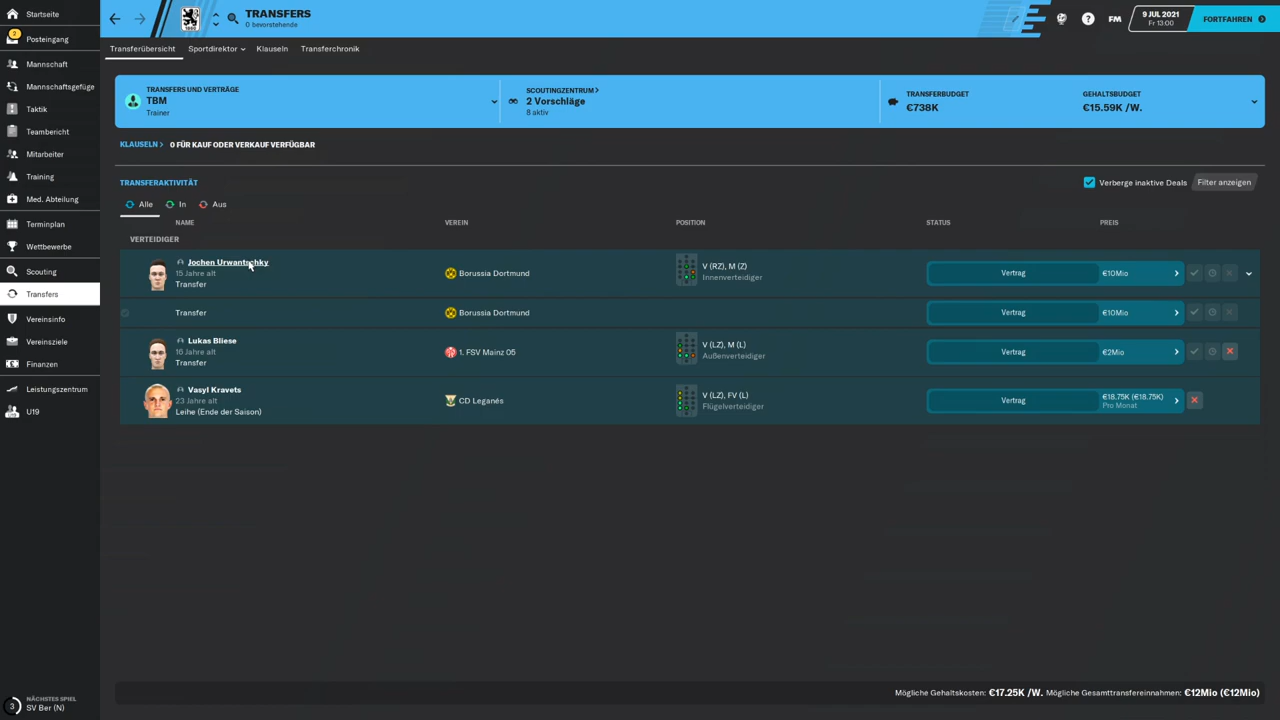 Startseite
2
Posteingang
Mannschaft
Mannschaftsgefüge
Taktik
Teambericht
Mitarbeiter
Training
Med. Abteilung
Terminplan
Wettbewerbe
Scouting
Transfers
Vereinsinfo
Vereinsziele
Finanzen
Leistungszentrum
U19
3 NÄCHSTES SPIEL
SV Ber (N)
TRANSFERS
0 bevorstehende
FM
9 JUL 2021
Fr 13:00
FORTFAHREN
Transferübersicht Sportdirektor Klauseln Transferchronik
TRANSFERS UND VERTRÄGE
TBM
Trainer
SCOUTINGZENTRUM
2 Vorschläge
8 aktiv
TRANSFERBUDGET
€738K
GEHALTSBUDGET
€15.59K /W.
KLAUSELN 0 FÜR KAUF ODER VERKAUF VERFÜGBAR
TRANSFERAKTIVITÄT
Verberge inaktive Deals Filter anzeigen
Alle In Aus
NAME VEREIN POSITION STATUS PREIS
VERTEIDIGER
Jochen Urwantschky
15 Jahre alt
Transfer
Borussia Dortmund
V (RZ), M (Z)
Innenverteidiger
Vertrag €10Mio
Transfer Borussia Dortmund Vertrag €10Mio
Lukas Bliese
16 Jahre alt
Transfer
1. FSV Mainz 05
V (LZ), M (L)
Außenverteidiger
Vertrag €2Mio
Vasyl Kravets
23 Jahre alt
Leihe (Ende der Saison)
CD Leganés
V (LZ), FV (L)
Flügelverteidiger
Vertrag €18.75K (€18.75K)
Pro Monat
Mögliche Gehaltskosten: €17.25K /W. Mögliche Gesamttransfereinnahmen: €12Mio (€12Mio)